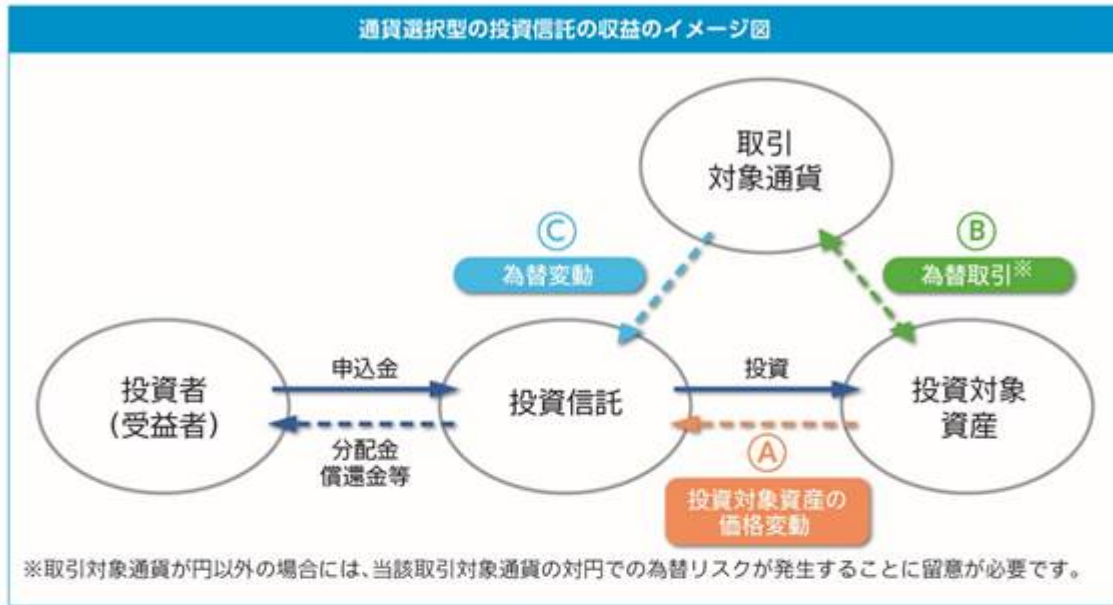 通貨選択型の投資信託の収益のイメージ図
取引
対象通貨
Ⓒ
為替変動
Ⓑ
為替取引※
投資者
(受益者)
申込金
分配金
償還金等
投資信託
投資
Ⓐ
投資対象資産の
価格変動
投資対象
資産
※取引対象通貨が円以外の場合には、当該取引対象通貨の対円での為替リスクが発生することに留意が必要です。